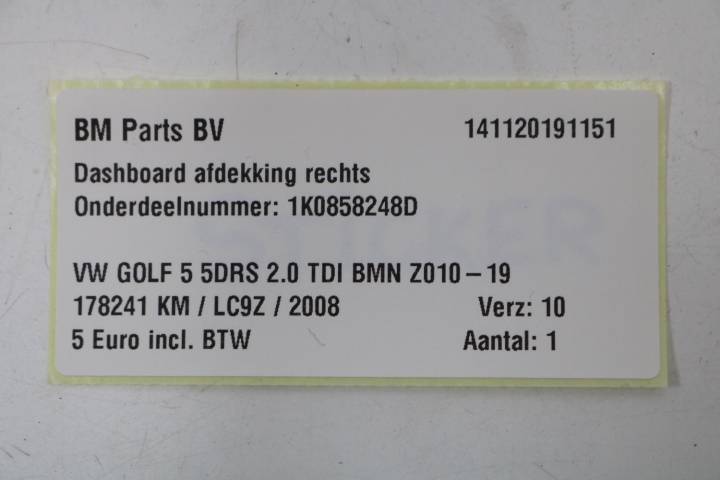 BM Parts BV 141120191151
Dashboard afdekking rechts
Onderdeelnummer: 1K0858248D
STICKER
VW GOLF 5 5DRS 2.0 TDI BMN Z010-19
178241 KM / LC9Z / 2008 Verz: 10
5 Euro incl. BTW Aantal: 1